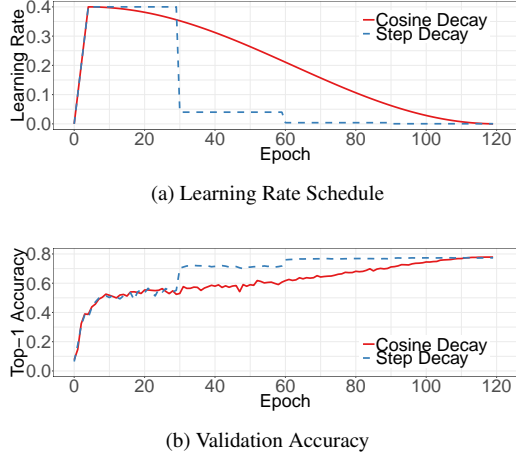 Learning Rate
0.4
0.3
0.2
0.1
0.0
Cosine Decay
Step Decay
0 20 40 60 80 100 120
Epoch
(a) Learning Rate Schedule
Top−1 Accuracy
0.8
0.6
0.4
0.2
0.0
Cosine Decay
Step Decay
0 20 40 60 80 100 120
Epoch
(b) Validation Accuracy